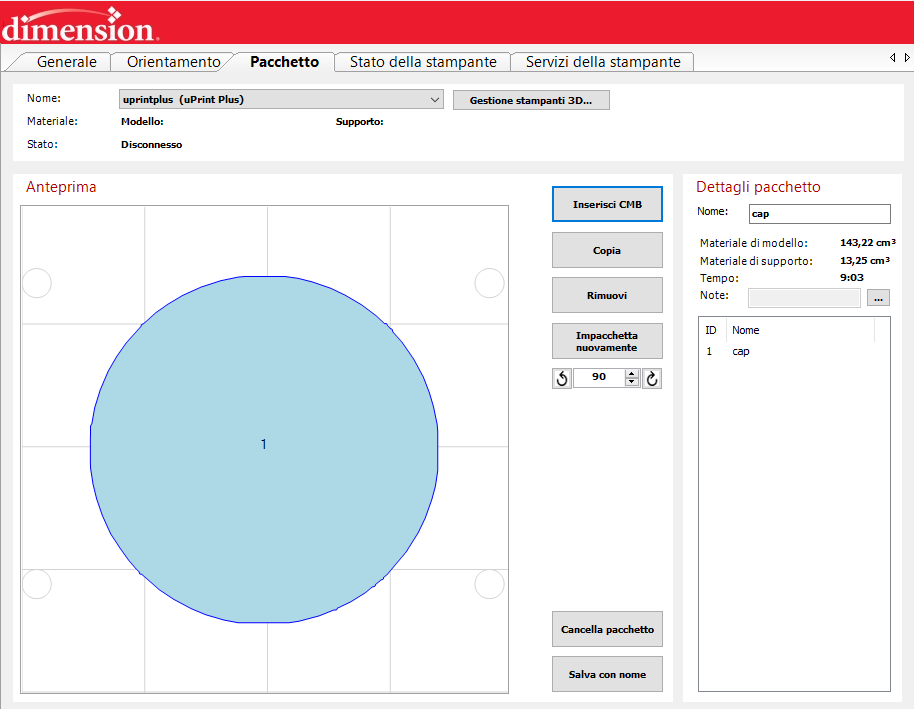 dimension.
Generale
Orientamento
Pacchetto
Stato della stampante
Servizi della stampante
Nome:
uprintplus (uPrint Plus)
Gestione stampanti 3D...
Materiale:
Modello:
Supporto:
Stato:
Disconnesso
Anteprima
1
Inserisci CMB
Copia
Rimuovi
Impacchetta
nuovamente
90
Cancella pacchetto
Salva con nome
Dettagli pacchetto
Nome:
cap
Materiale di modello:
143,22 cm³
Materiale di supporto:
13,25 cm³
Tempo:
9:03
Note:
...
ID Nome
1 cap